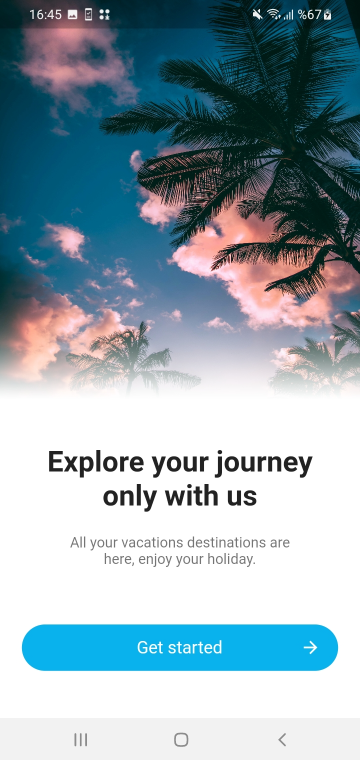 16:45
%67
Explore your journey
only with us
All your vacations destinations are
here, enjoy your holiday.
Get started